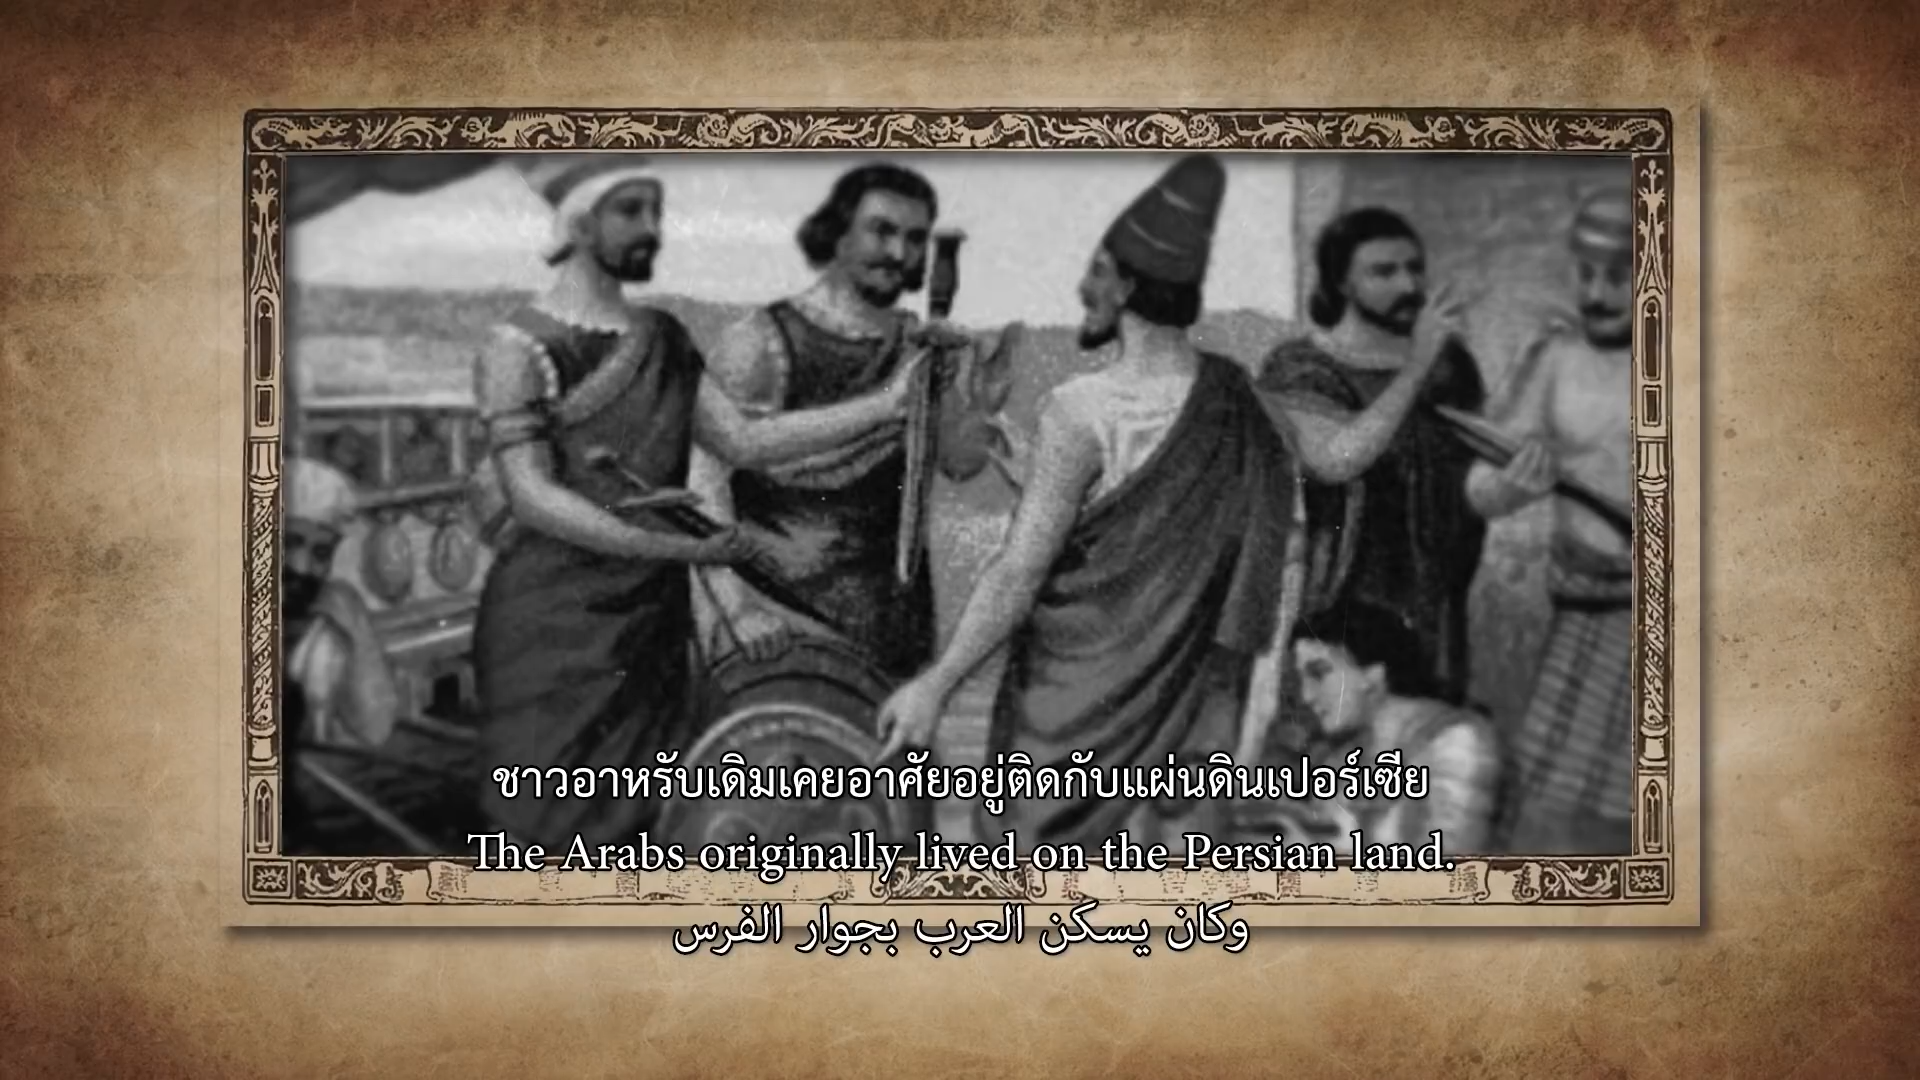 ชาวอาหรับเดิมเคยอาศัยอยู่ติดกับแผ่นดินเปอร์เซีย
The Arabs originally lived on the Persian land.
وكان يسكن العرب بجوار الفرس